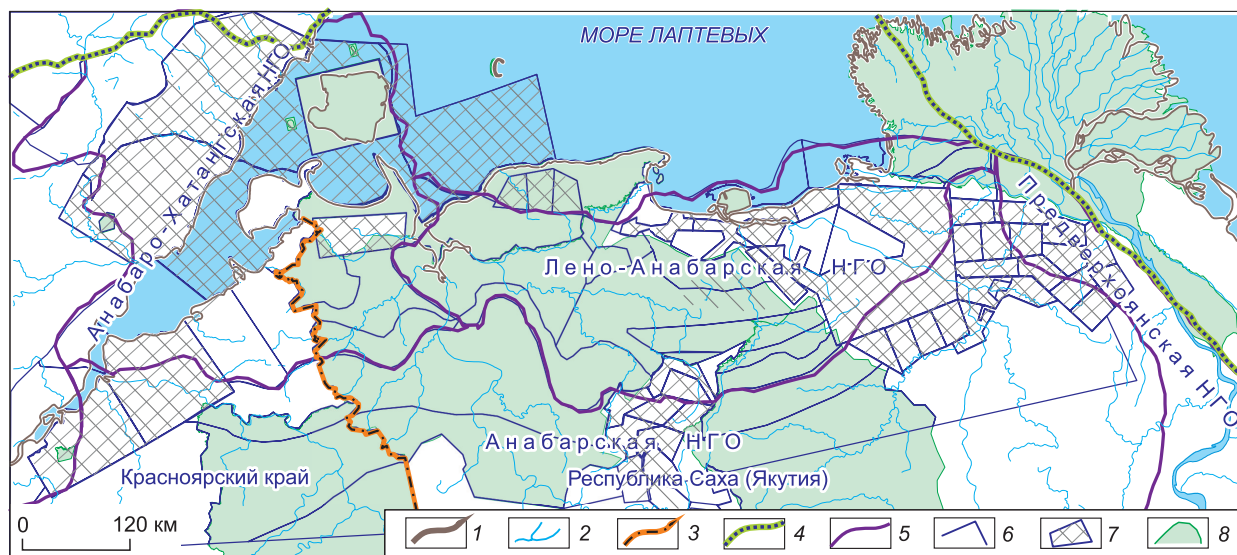 МОРЕ ЛАПТЕВЫХ
Анабаро-Хатангская НГО
Лено-Анабарская НГО
Предверхоянская НГО
Анабарская НГО
Красноярский край
Республика Саха (Якутия)
0 120 км
1 2 3 4 5 6 7 8